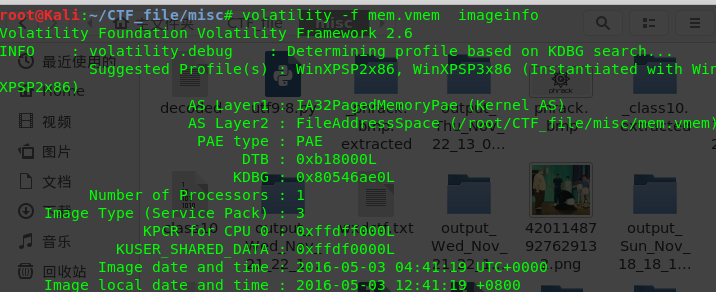 root@Kali:~/CTF_file/misc# volatility -f mem.vmem  imageinfo
Volatility Foundation Volatility Framework 2.6
INFO    : volatility.debug    : Determining profile based on KDBG search...
          Suggested Profile(s) : WinXPSP2x86, WinXPSP3x86 (Instantiated with Win
XPSP2x86)
                     AS Layer1 : IA32PagedMemoryPae (Kernel AS)
                     AS Layer2 : FileAddressSpace (/root/CTF_file/misc/mem.vmem)
                      PAE type : PAE
                           DTB : 0xb18000L
                          KDBG : 0x80546ae0L
          Number of Processors : 1
     Image Type (Service Pack) : 3
                KPCR for CPU 0 : 0xffdff000L
             KUSER_SHARED_DATA : 0xffdf0000L
           Image date and time : 2016-05-03 04:41:19 UTC+0000
     Image local date and time : 2016-05-03 12:41:19 +0800
最近使用的
Home
视频
图片
文档
音乐
回收站
extracted
22_13_0...
output_
Wed_Nov_
output_
Sun_Nov_
18_18_1...
42011487
92762913
.png